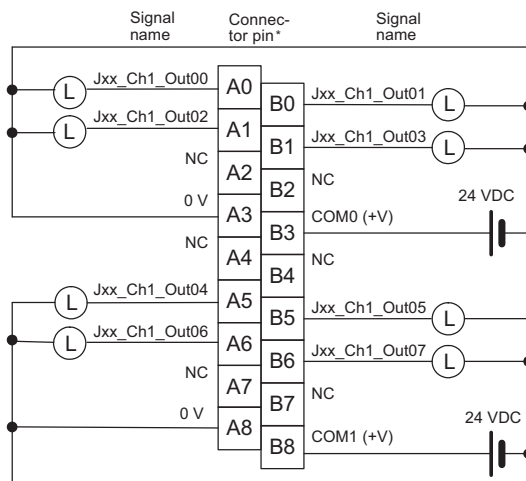 Signal name Connec-tor pin* Signal name
Jxx_Ch1_Out00 A0
B0 Jxx_Ch1_Out01
L L
Jxx_Ch1_Out02 A1
B1 Jxx_Ch1_Out03
L L
NC A2
B2 NC
0 V A3
B3 COM0 (+V) 24 VDC
NC A4
B4 NC
L Jxx_Ch1_Out04 A5
B5 Jxx_Ch1_Out05 L
L Jxx_Ch1_Out06 A6
B6 Jxx_Ch1_Out07 L
NC A7
B7 NC
0 V A8
B8 COM1 (+V) 24 VDC